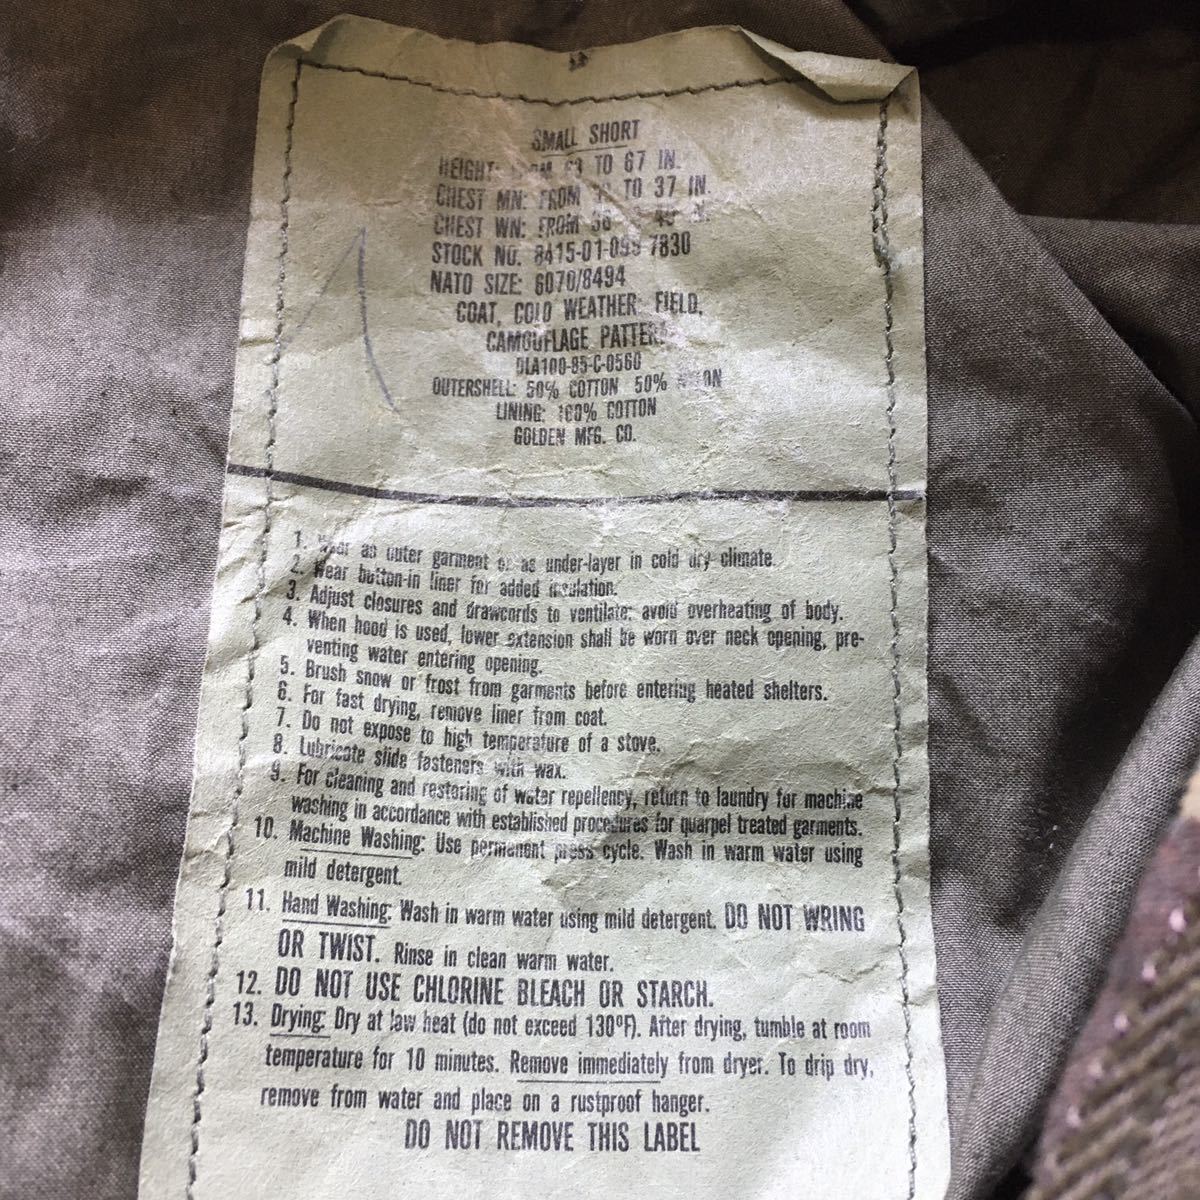 SMALL SHORT
HEIGHT: 63 TO 67 IN.
CHEST MN: FROM TO 37 IN.
CHEST WN: FROM 36
STOCK NO. 8415-01-099-7830
NATO SIZE: 6070/8494
COAT, COLD WEATHER, FIELD,
CAMOUFLAGE PATTERN
DLA100-85-C-0560
OUTERSHELL: 50% COTTON 50% NYLON
LINING: 100% COTTON
GOLDEN MFG. CO.
1. Wear as outer garment or as under-layer in cold dry climate.
2. Wear button-in liner for added insulation.
3. Adjust closures and drawcords to ventilate; avoid overheating of body.
4. When hood is used, lower extension shall be worn over neck opening, pre-
venting water entering opening.
5. Brush snow or frost from garments before entering heated shelters.
6. For fast drying, remove liner from coat.
7. Do not expose to high temperature of a stove.
8. Lubricate slide fasteners with wax.
9. For cleaning and restoring of water repellency, return to laundry for machine
washing in accordance with established procedures for quarpel treated garments.
10. Machine Washing: Use permenent press cycle. Wash in warm water using
mild detergent.
11. Hand Washing: Wash in warm water using mild detergent. DO NOT WRING
OR TWIST. Rinse in clean warm water.
12. DO NOT USE CHLORINE BLEACH OR STARCH.
13. Drying: Dry at low heat (do not exceed 130°F). After drying, tumble at room
temperature for 10 minutes. Remove immediately from dryer. To drip dry,
remove from water and place on a rustproof hanger.
DO NOT REMOVE THIS LABEL